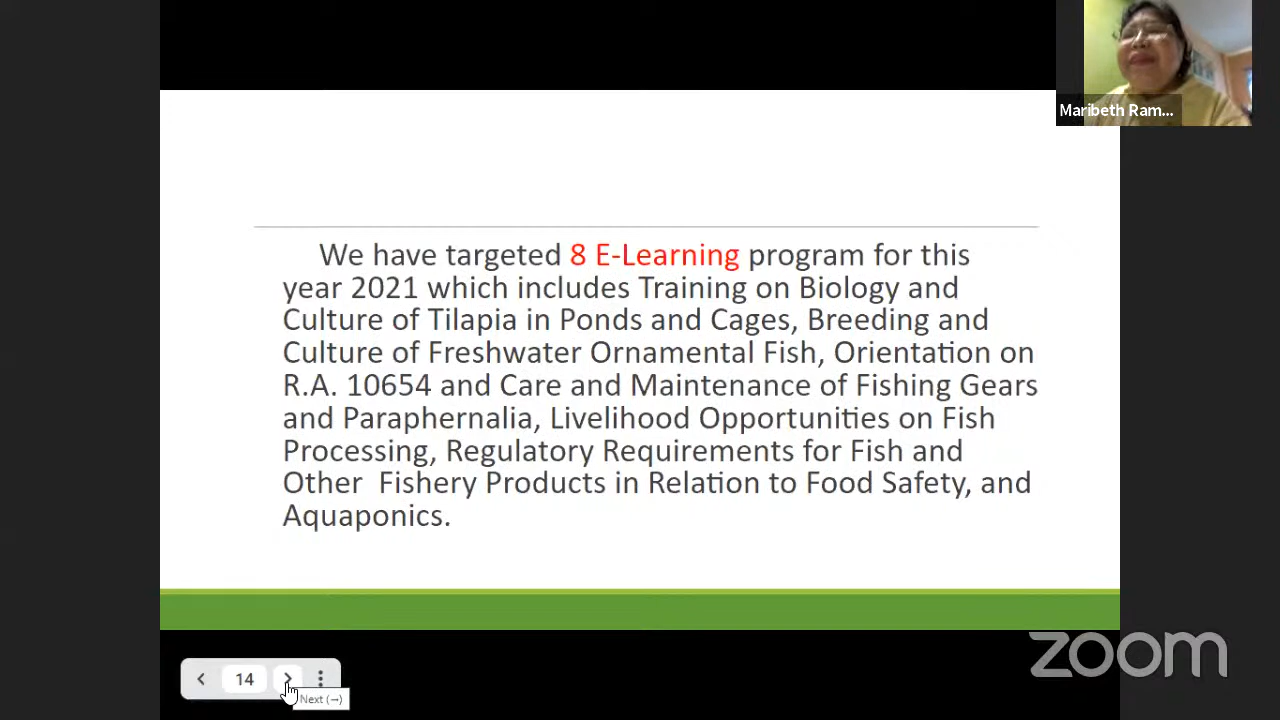 Maribeth Ram...
We have targeted 8 E-Learning program for this
year 2021 which includes Training on Biology and
Culture of Tilapia in Ponds and Cages, Breeding and
Culture of Freshwater Ornamental Fish, Orientation on
R.A. 10654 and Care and Maintenance of Fishing Gears
and Paraphernalia, Livelihood Opportunities on Fish
Processing, Regulatory Requirements for Fish and
Other  Fishery Products in Relation to Food Safety, and
Aquaponics.
zoom
14
Next (→)